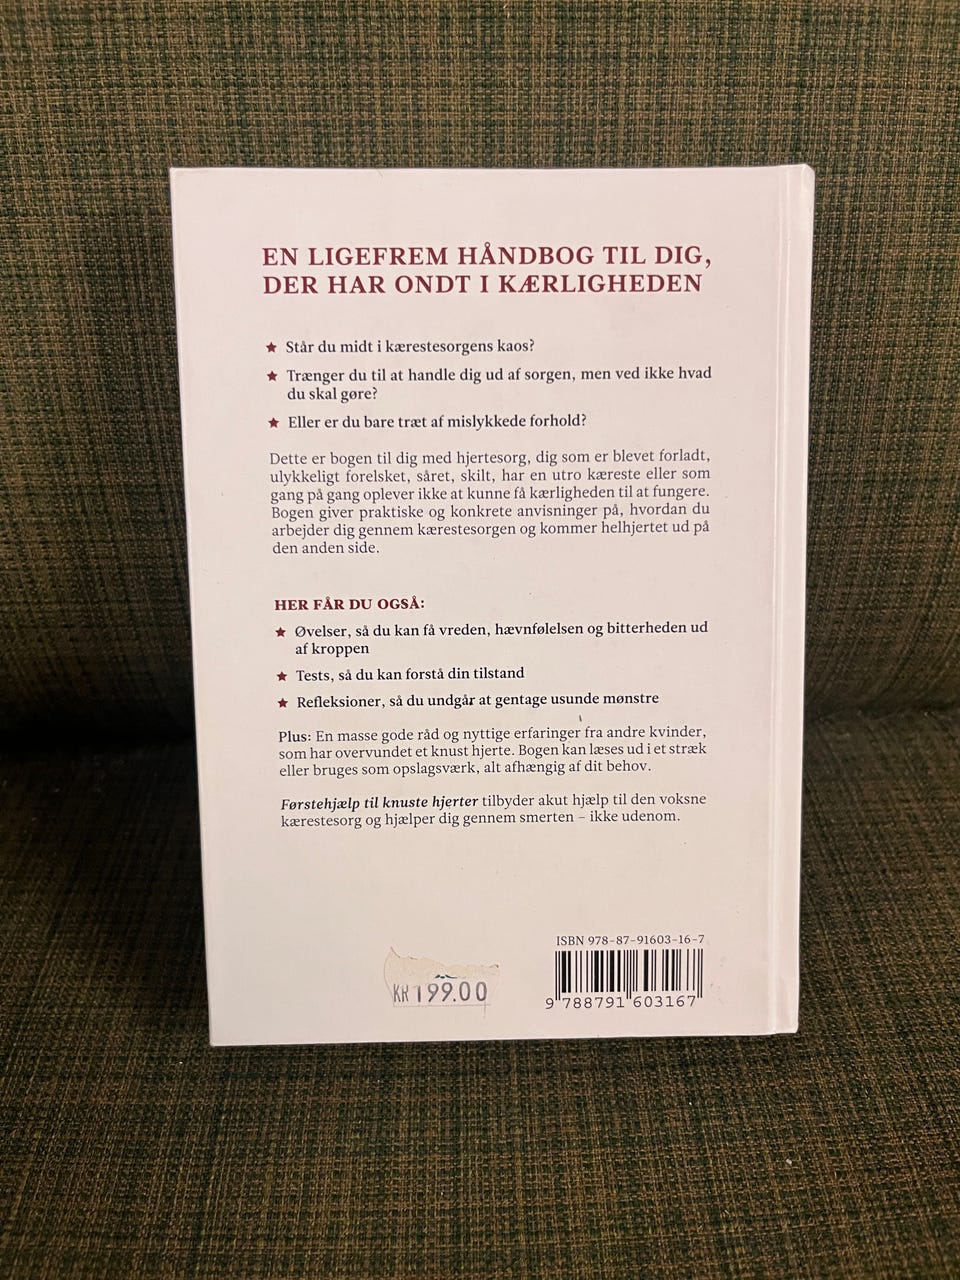 EN LIGEFREM HÅNDBOG TIL DIG,
DER HAR ONDT I KÆRLIGHEDEN
★ Står du midt i kærestesorgens kaos?
★ Trænger du til at handle dig ud af sorgen, men ved ikke hvad
du skal gøre?
★ Eller er du bare træt af mislykkede forhold?
Dette er bogen til dig med hjertesorg, dig som er blevet forladt,
ulykkeligt forelsket, såret, skilt, har en utro kæreste eller som
gang på gang oplever ikke at kunne få kærligheden til at fungere.
Bogen giver praktiske og konkrete anvisninger på, hvordan du
arbejder dig gennem kærestesorgen og kommer helhjertet ud på
den anden side.
HER FÅR DU OGSÅ:
★ Øvelser, så du kan få vreden, hævnfølelsen og bitterheden ud
af kroppen
★ Tests, så du kan forstå din tilstand
★ Refleksioner, så du undgår at gentage usunde mønstre
Plus: En masse gode råd og nyttige erfaringer fra andre kvinder,
som har overvundet et knust hjerte. Bogen kan læses ud i et stræk
eller bruges som opslagsværk, alt afhængig af dit behov.
Førstehjælp til knuste hjerter tilbyder akut hjælp til den voksne
kærestesorg og hjælper dig gennem smerten – ikke udenom.
ISBN 978-87-91603-16-7
KR 199.00
9 788791 603167